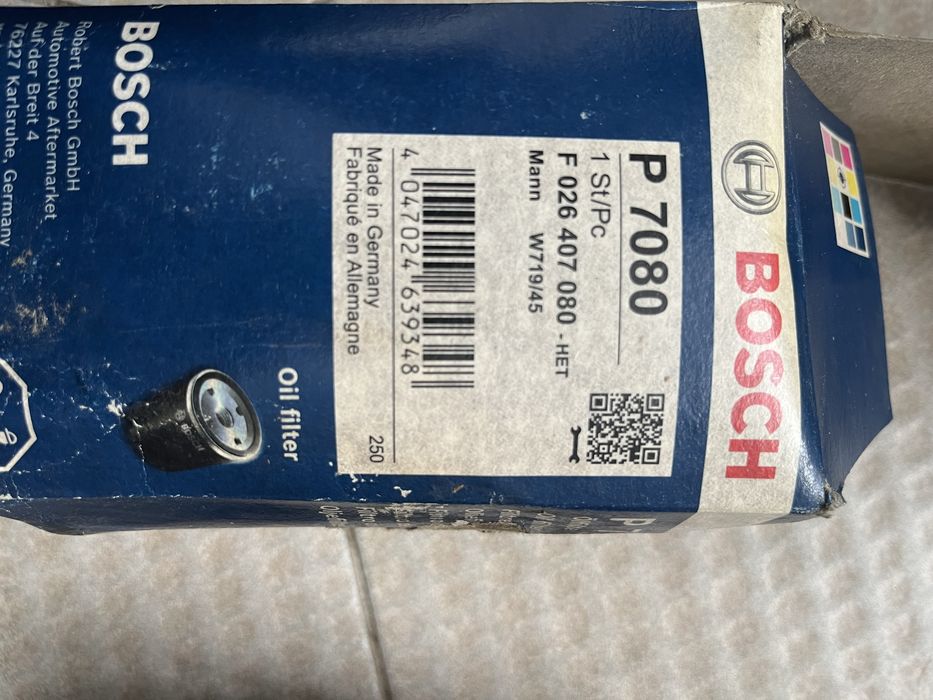 BOSCH
P 7080
1 St/Pc
F 026 407 080 - HET
Mann W719/45
4 047024 639348
Made in Germany
Fabriqué en Allemagne
250
Oil filter
BOSCH
Robert Bosch GmbH
Automotive Aftermarket
Auf der Breit 4
76227 Karlsruhe, Germany